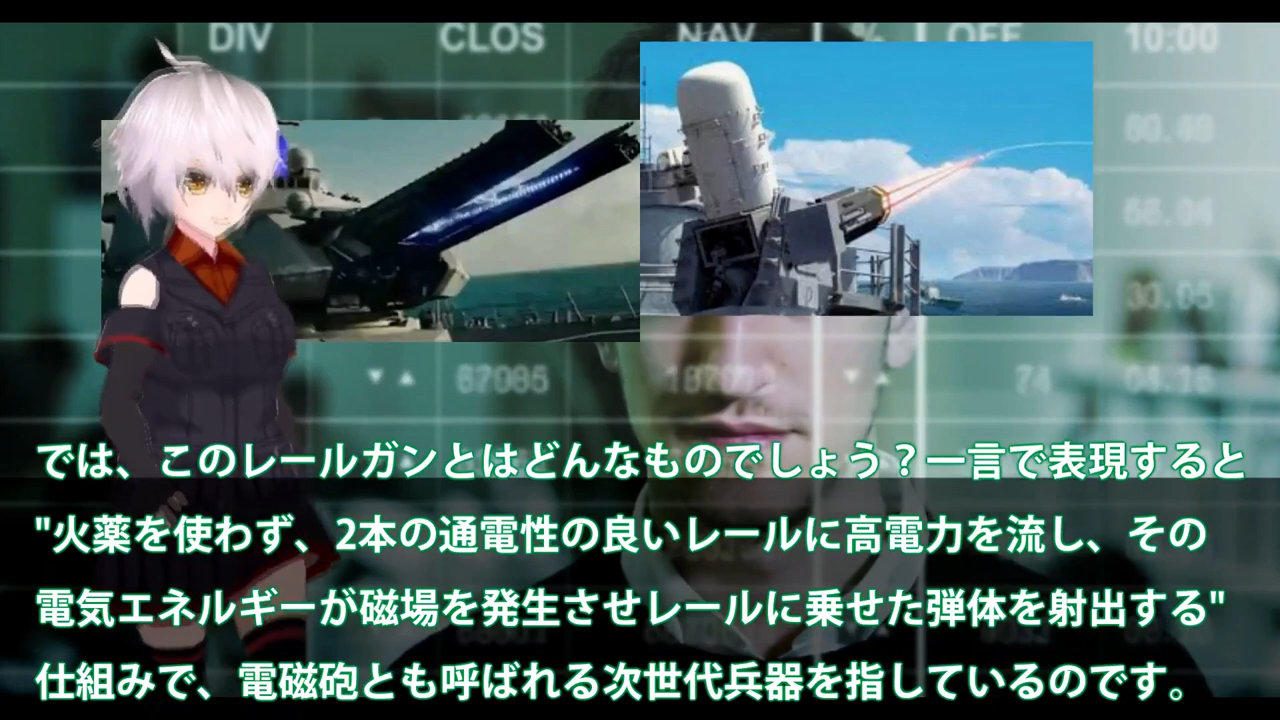 DIV CLOS NAV % OFF 10:00
67085
74
では、このレールガンとはどんなものでしょう？一言で表現すると
"火薬を使わず、2本の通電性の良いレールに高電力を流し、その
電気エネルギーが磁場を発生させレールに乗せた弾体を射出する"
仕組みで、電磁砲とも呼ばれる次世代兵器を指しているのです。